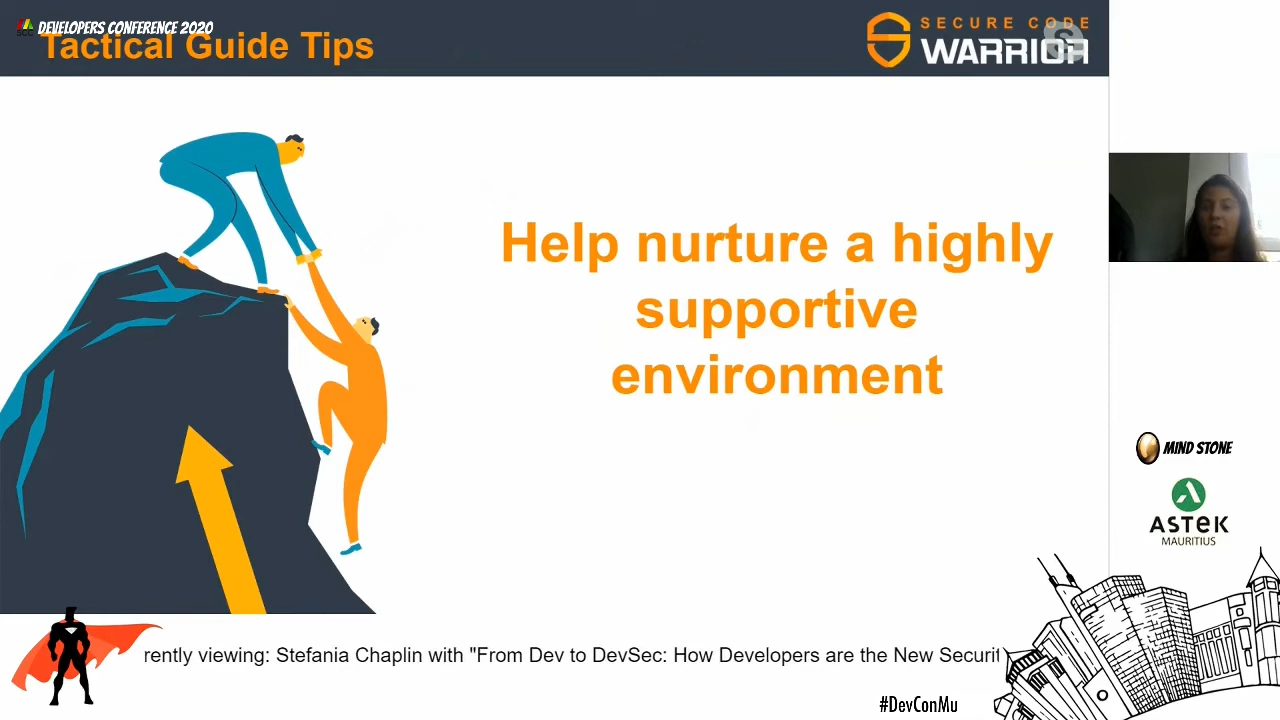 DEVELOPERS CONFERENCE 2020
Tactical Guide Tips
SECURE CODE
WARRIOR
Help nurture a highly
supportive
environment
MIND STONE
ASTEK
MAURITIUS
rently viewing: Stefania Chaplin with "From Dev to DevSec: How Developers are the New Securit
#DevConMu